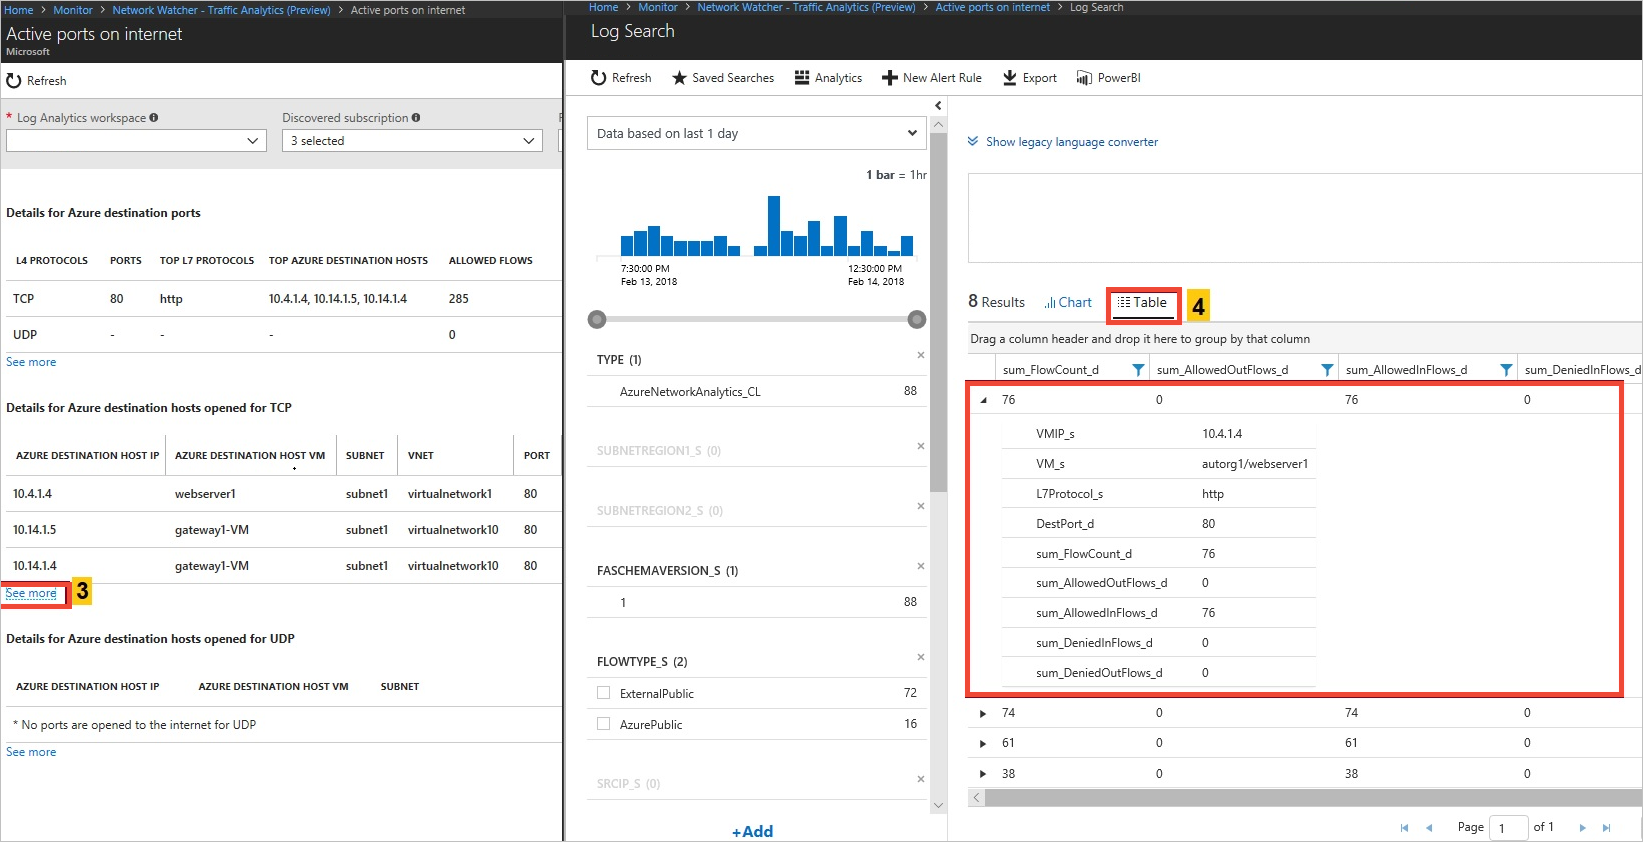 Home > Monitor > Network Watcher - Traffic Analytics (Preview) > Active ports on internet
Active ports on internet
Microsoft
Refresh
* Log Analytics workspace
Discovered subscription
3 selected
Details for Azure destination ports
L4 PROTOCOLS PORTS TOP L7 PROTOCOLS TOP AZURE DESTINATION HOSTS ALLOWED FLOWS
TCP 80 http 10.4.1.4, 10.14.1.5, 10.14.1.4 285
UDP - - - 0
See more
Details for Azure destination hosts opened for TCP
AZURE DESTINATION HOST IP AZURE DESTINATION HOST VM SUBNET VNET PORT
10.4.1.4 webserver1 subnet1 virtualnetwork1 80
10.14.1.5 gateway1-VM subnet1 virtualnetwork10 80
10.14.1.4 gateway1-VM subnet1 virtualnetwork10 80
See more 3
Details for Azure destination hosts opened for UDP
AZURE DESTINATION HOST IP AZURE DESTINATION HOST VM SUBNET
* No ports are opened to the internet for UDP
See more
Home > Monitor > Network Watcher - Traffic Analytics (Preview) > Active ports on internet > Log Search
Log Search
Refresh Saved Searches Analytics New Alert Rule Export PowerBI
Data based on last 1 day
1 bar = 1hr
7:30:00 PM 12:30:00 PM
Feb 13, 2018 Feb 14, 2018
TYPE (1)
AzureNetworkAnalytics_CL 88
SUBNETREGION1_S (0)
SUBNETREGION2_S (0)
FASCHEMAVERSION_S (1)
1 88
FLOWTYPE_S (2)
ExternalPublic 72
AzurePublic 16
SRCIP_S (0)
+Add
Show legacy language converter
8 Results Chart Table 4
Drag a column header and drop it here to group by that column
sum_FlowCount_d sum_AllowedOutFlows_d sum_AllowedInFlows_d sum_DeniedInFlows_d
76 0 76 0
VMIP_s 10.4.1.4
VM_s autorg1/webserver1
L7Protocol_s http
DestPort_d 80
sum_FlowCount_d 76
sum_AllowedOutFlows_d 0
sum_AllowedInFlows_d 76
sum_DeniedInFlows_d 0
sum_DeniedOutFlows_d 0
74 0 74 0
61 0 61 0
38 0 38 0
Page 1 of 1